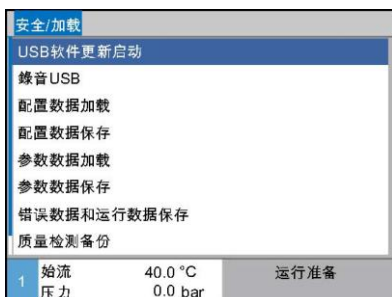 安全/加载
USB软件更新启动
錄音USB
配置数据加载
配置数据保存
参数数据加载
参数数据保存
错误数据和运行数据保存
质量检测备份
1 始流 40.0 °C 运行准备
压力 0.0 bar